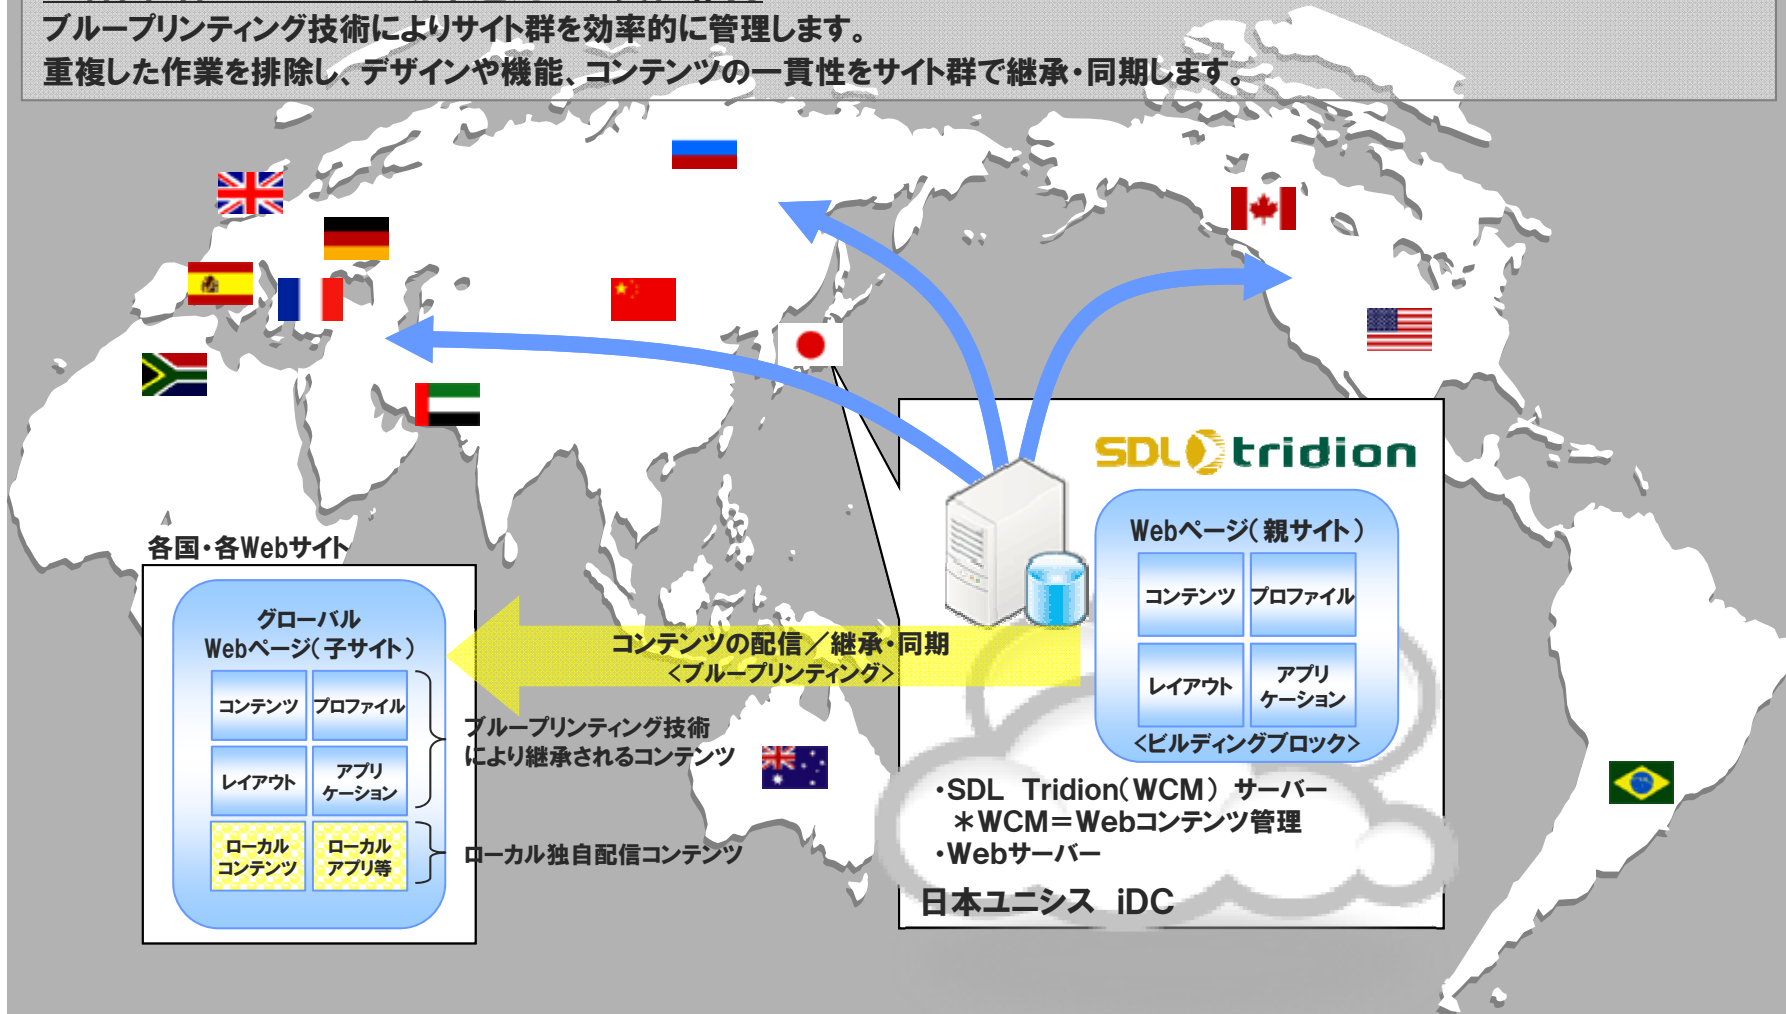 ブループリンティング技術によりサイト群を効率的に管理します。
重複した作業を排除し、デザインや機能、コンテンツの一貫性をサイト群で継承・同期します。
SDL tridion
Webページ(親サイト)
コンテンツ
プロファイル
レイアウト
アプリ
ケーション
<ビルディングブロック>
・SDL Tridion(WCM) サーバー
＊WCM＝Webコンテンツ管理
・Webサーバー
日本ユニシス iDC
コンテンツの配信／継承・同期
<ブループリンティング>
各国・各Webサイト
グローバル
Webページ(子サイト)
コンテンツ
プロファイル
レイアウト
アプリ
ケーション
ローカル
コンテンツ
ローカル
アプリ等
ブループリンティング技術
により継承されるコンテンツ
ローカル独自配信コンテンツ